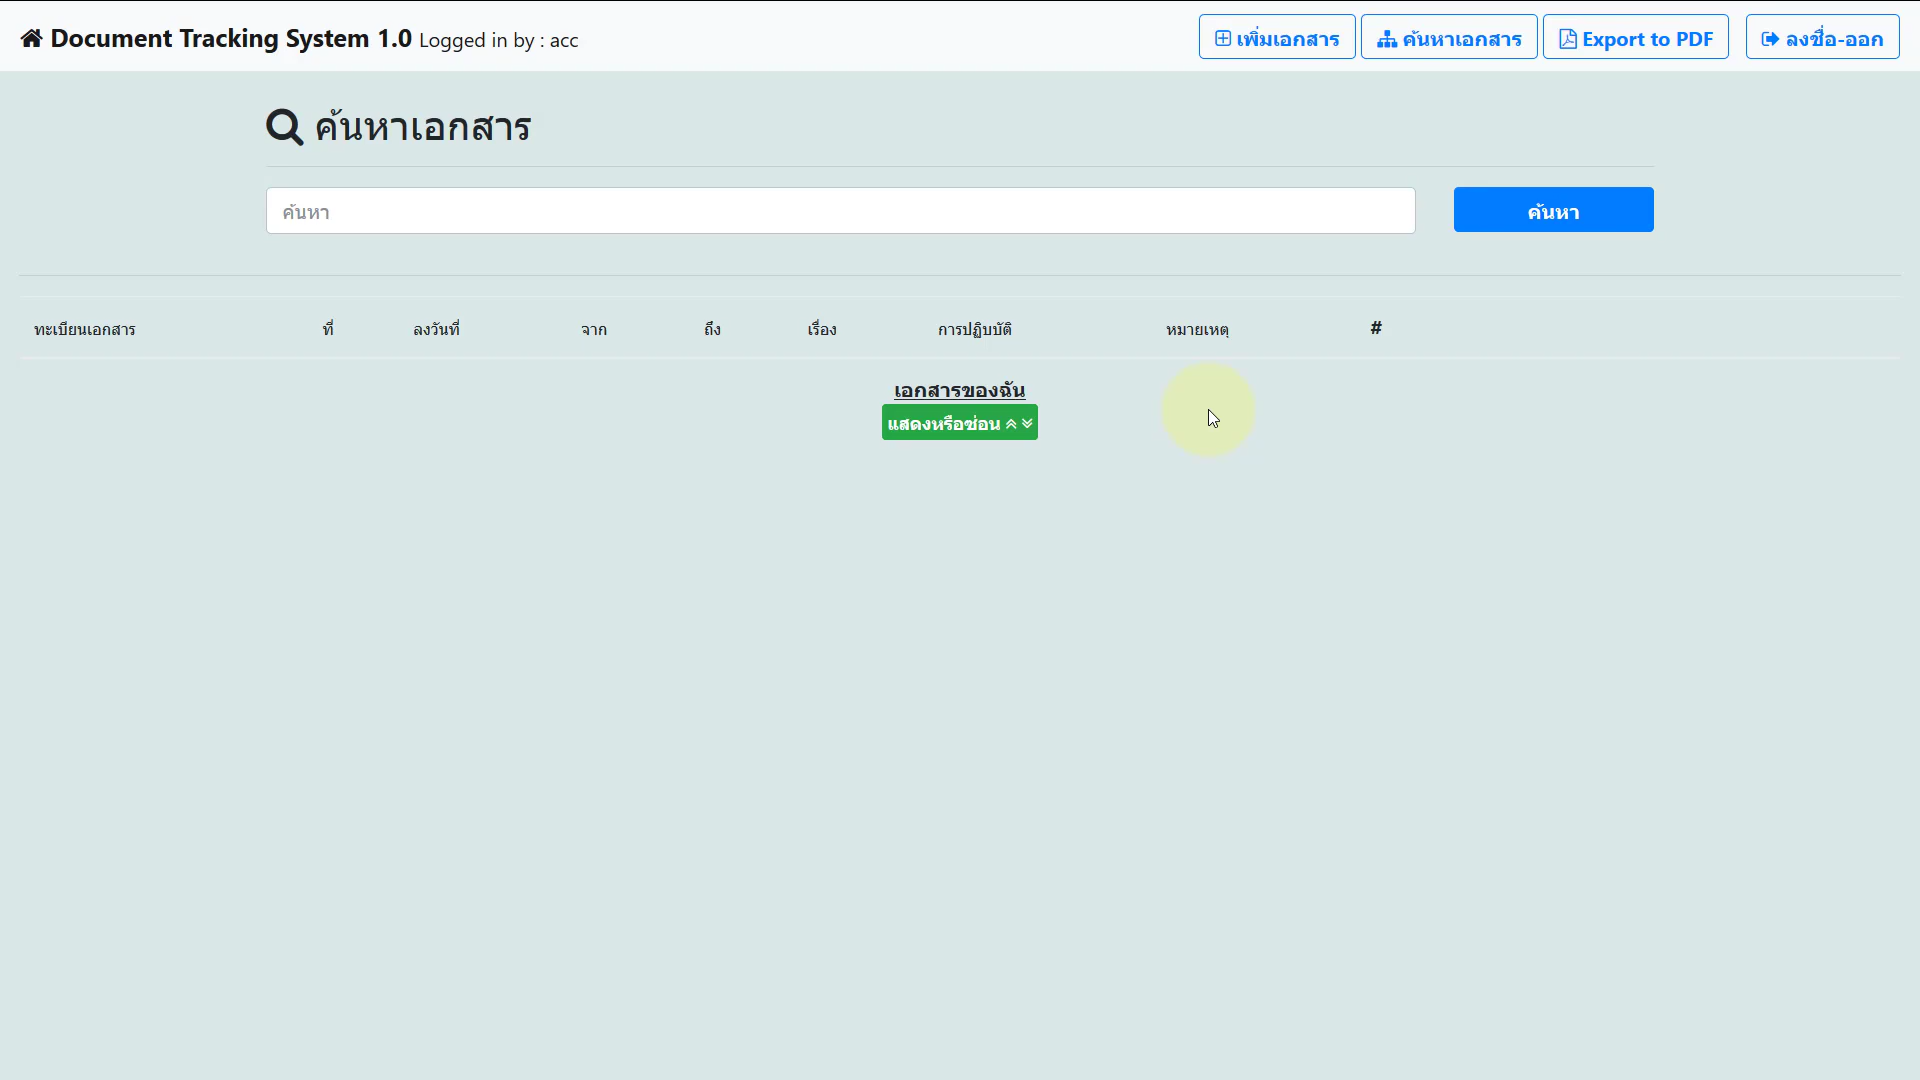 Document Tracking System 1.0 Logged in by : acc
เพิ่มเอกสาร ค้นหาเอกสาร Export to PDF ลงชื่อ-ออก
ค้นหาเอกสาร
ค้นหา ค้นหา
ทะเบียนเอกสาร ที่ ลงวันที่ จาก ถึง เรื่อง การปฏิบบัติ หมายเหตุ #
เอกสารของฉัน
แสดงหรือซ่อน